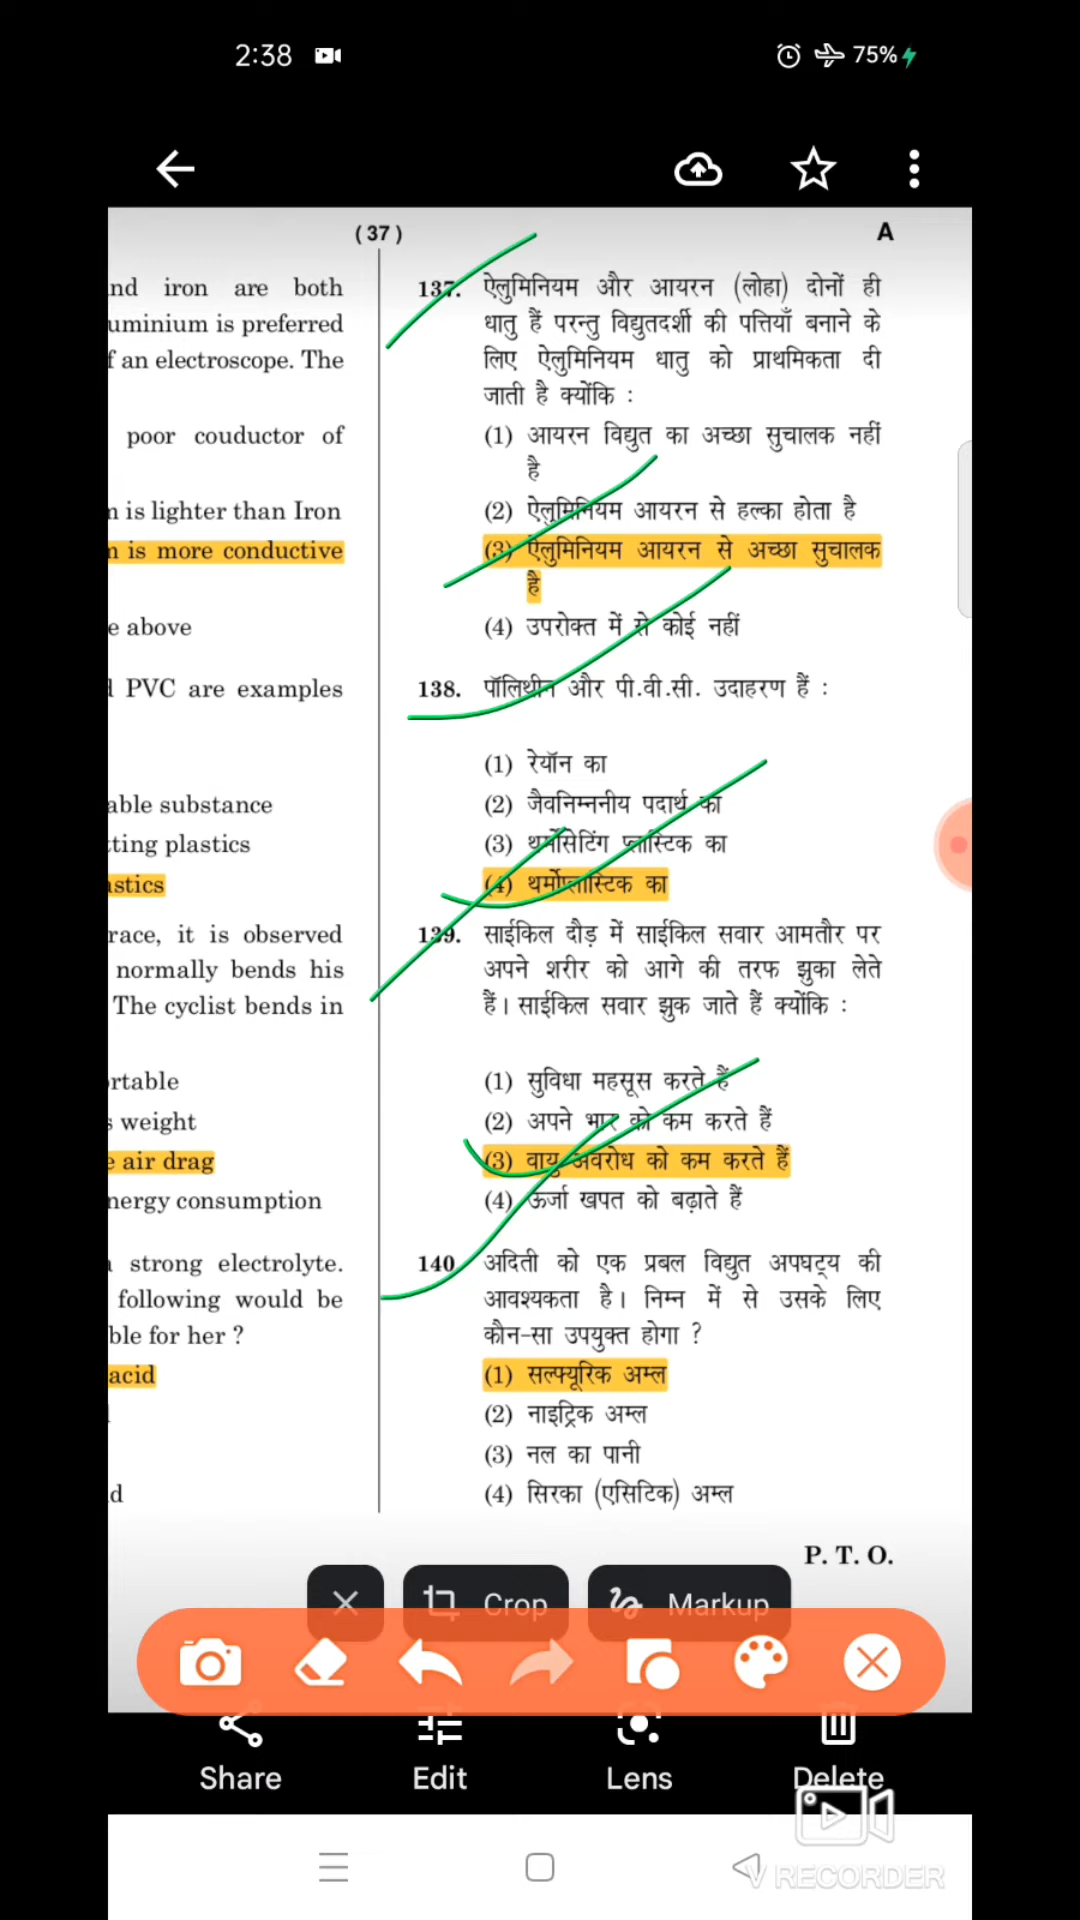 2:38
75%
(37)
A
nd iron are both
uminium is preferred
f an electroscope. The
poor couductor of
n is lighter than Iron
n is more conductive
e above
PVC are examples
able substance
tting plastics
astics
race, it is observed
normally bends his
The cyclist bends in
rtable
s weight
e air drag
nergy consumption
strong electrolyte.
following would be
ble for her ?
acid
d
137. ऐलुमिनियम और आयरन (लोहा) दोनों ही
धातु हैं परन्तु विद्युतदर्शी की पत्तियाँ बनाने के
लिए ऐलुमिनियम धातु को प्राथमिकता दी
जाती है क्योंकि :
(1) आयरन विद्युत का अच्छा सुचालक नहीं
है
(2) ऐलुमिनियम आयरन से हल्का होता है
(3) ऐलुमिनियम आयरन से अच्छा सुचालक
है
(4) उपरोक्त में से कोई नहीं
138. पॉलिथीन और पी.वी.सी. उदाहरण हैं :
(1) रेयॉन का
(2) जैवनिम्ननीय पदार्थ का
(3) थर्मोसेटिंग प्लास्टिक का
(4) थर्मोप्लास्टिक का
139. साईकिल दौड़ में साईकिल सवार आमतौर पर
अपने शरीर को आगे की तरफ झुका लेते
हैं। साईकिल सवार झुक जाते हैं क्योंकि :
(1) सुविधा महसूस करते हैं
(2) अपने भार को कम करते हैं
(3) वायु अवरोध को कम करते हैं
(4) ऊर्जा खपत को बढ़ाते हैं
140. अदिती को एक प्रबल विद्युत अपघट्य की
आवश्यकता है। निम्न में से उसके लिए
कौन-सा उपयुक्त होगा ?
(1) सल्फ्यूरिक अम्ल
(2) नाइट्रिक अम्ल
(3) नल का पानी
(4) सिरका (एसिटिक) अम्ल
P. T. O.
Crop
Markup
Share
Edit
Lens
Delete
V RECORDER